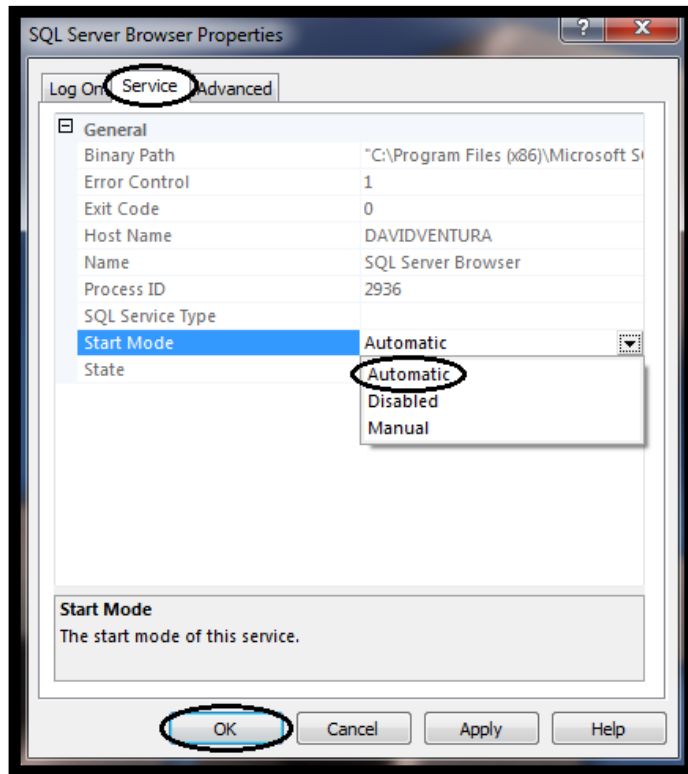 SQL Server Browser Properties
?
X
Log On Service Advanced
General
Binary Path "C:\Program Files (x86)\Microsoft S
Error Control 1
Exit Code 0
Host Name DAVIDVENTURA
Name SQL Server Browser
Process ID 2936
SQL Service Type
Start Mode Automatic
State Automatic
Disabled
Manual
Start Mode
The start mode of this service.
OK Cancel Apply Help